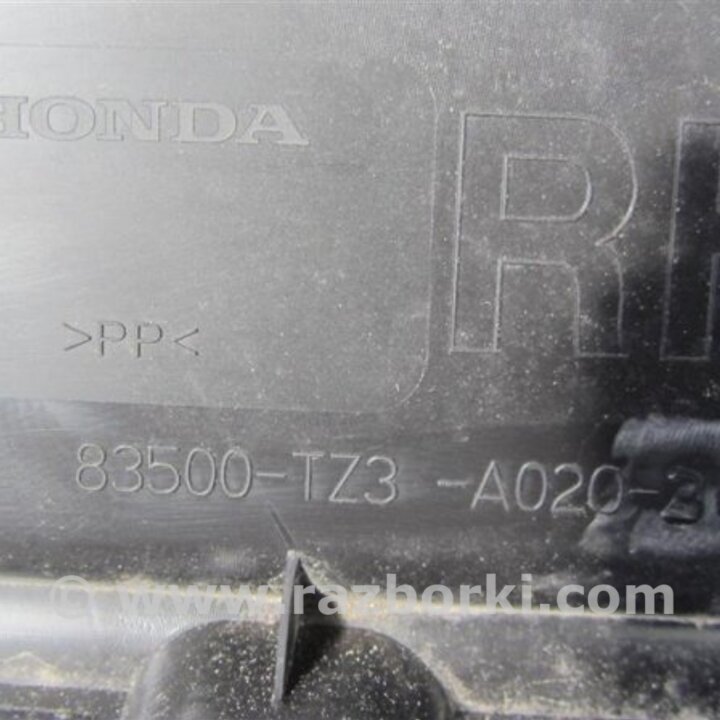 HONDA
R
>PP<
83500-TZ3 -A020-
© www.razborki.com